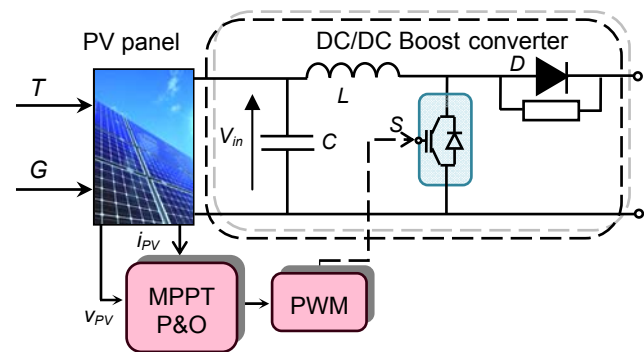 PV panel
DC/DC Boost converter
T
G
V_in
C
L
S
D
i_PV
v_PV
MPPT
P&O
PWM